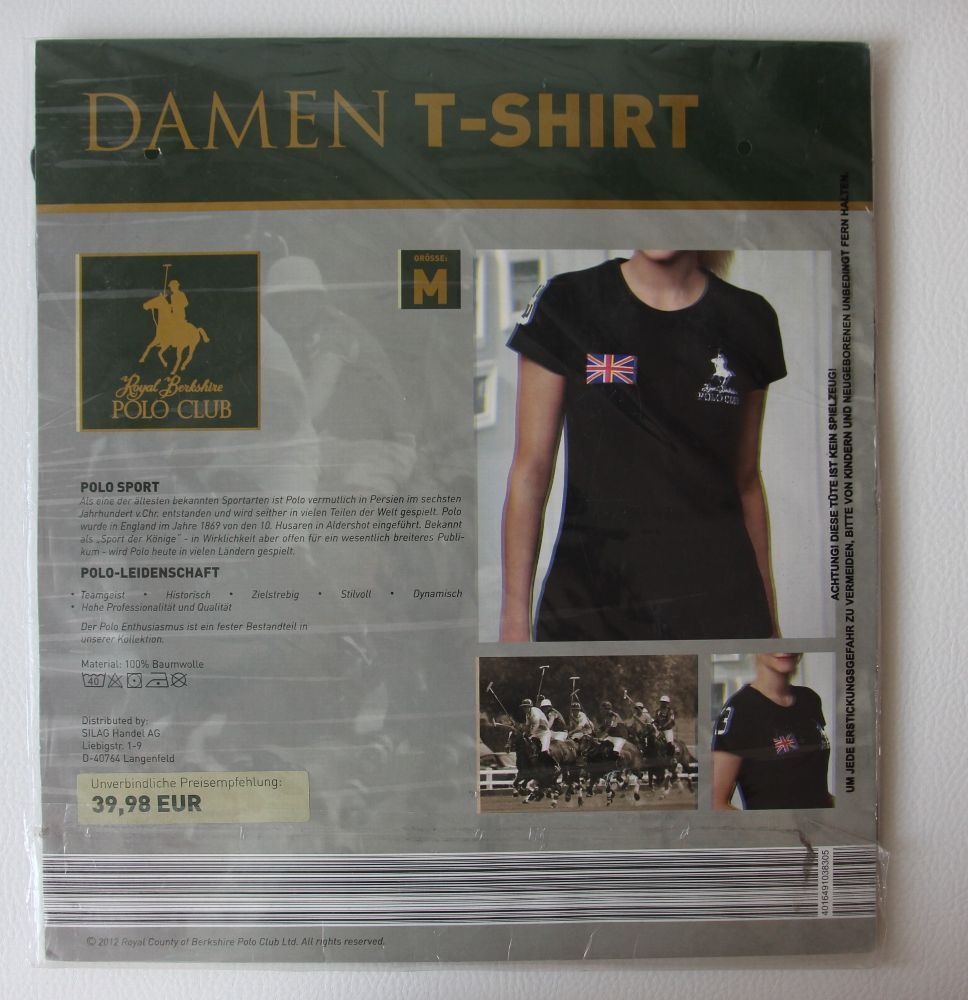 DAMEN T-SHIRT
GRÖSSE:
M
Royal Berkshire
POLO CLUB
POLO SPORT
Als eine der ältesten bekannten Sportarten ist Polo vermutlich in Persien im sechsten
Jahrhundert v.Chr. entstanden und wird seither in vielen Teilen der Welt gespielt. Polo
wurde in England im Jahre 1869 von den 10. Husaren in Aldershot eingeführt. Bekannt
als „Sport der Könige" - in Wirklichkeit aber offen für ein wesentlich breiteres Publi-
kum - wird Polo heute in vielen Ländern gespielt.
POLO-LEIDENSCHAFT
• Teamgeist • Historisch • Zielstrebig • Stilvoll • Dynamisch
• Hohe Professionalität und Qualität
Der Polo Enthusiasmus ist ein fester Bestandteil in
unserer Kollektion.
Material: 100% Baumwolle
40
Distributed by:
SILAG Handel AG
Liebigstr. 1-9
D-40764 Langenfeld
Unverbindliche Preisempfehlung:
39,98 EUR
Royal Berkshire
POLO CLUB
3
ACHTUNG! DIESE TÜTE IST KEIN SPIELZEUG!
UM JEDE ERSTICKUNGSGEFAHR ZU VERMEIDEN, BITTE VON KINDERN UND NEUGEBORENEN UNBEDINGT FERN HALTEN.
4016491038305
© 2012 Royal County of Berkshire Polo Club Ltd. All rights reserved.